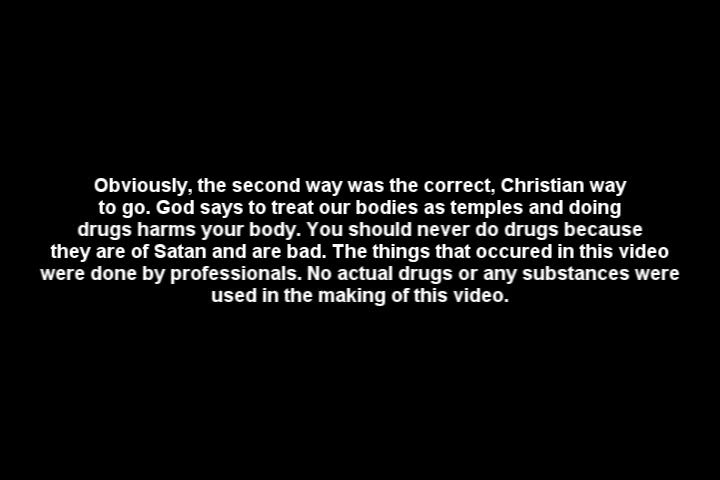 Obviously, the second way was the correct, Christian way
to go. God says to treat our bodies as temples and doing
drugs harms your body. You should never do drugs because
they are of Satan and are bad. The things that occured in this video
were done by professionals. No actual drugs or any substances were
used in the making of this video.